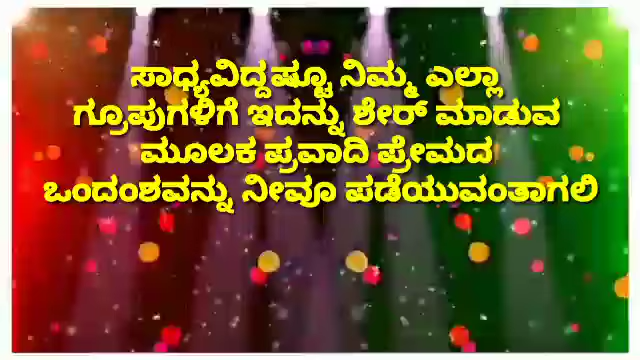 ಸಾಧ್ಯವಿದ್ದಷ್ಟೂ ನಿಮ್ಮ ಎಲ್ಲಾ
ಗ್ರೂಪುಗಳಿಗೆ ಇದನ್ನು ಶೇರ್ ಮಾಡುವ
ಮೂಲಕ ಪ್ರವಾದಿ ಪ್ರೇಮದ
ಒಂದಂಶವನ್ನು ನೀವೂ ಪಡೆಯುವಂತಾಗಲಿ